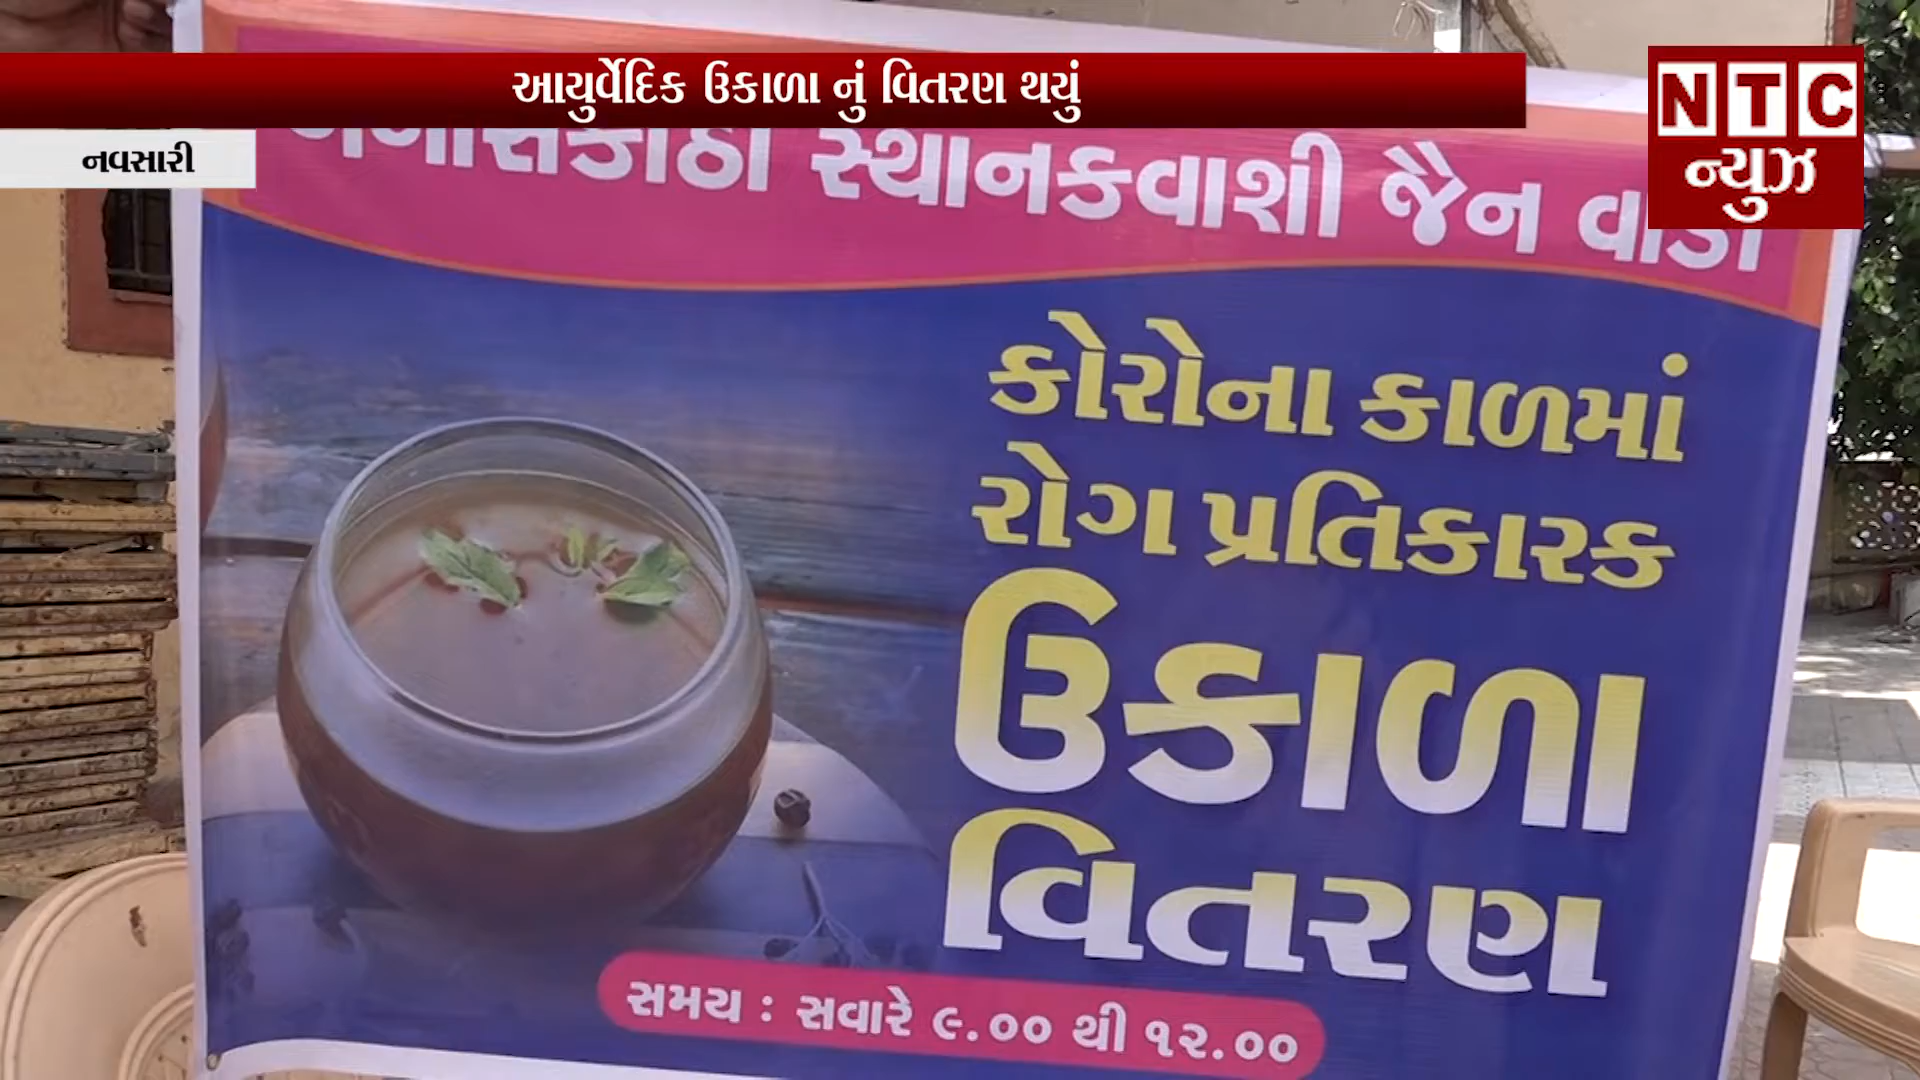 આયુર્વેદિક ઉકાળા નું વિતરણ થયું
NTC
ન્યુઝ
નવસારી
સ્થાનકવાશી જૈન
કોરોના કાળમાં
રોગ પ્રતિકારક
ઉકાળા
વિતરણ
સમય : સવારે ૯.૦૦ થી ૧૨.૦૦